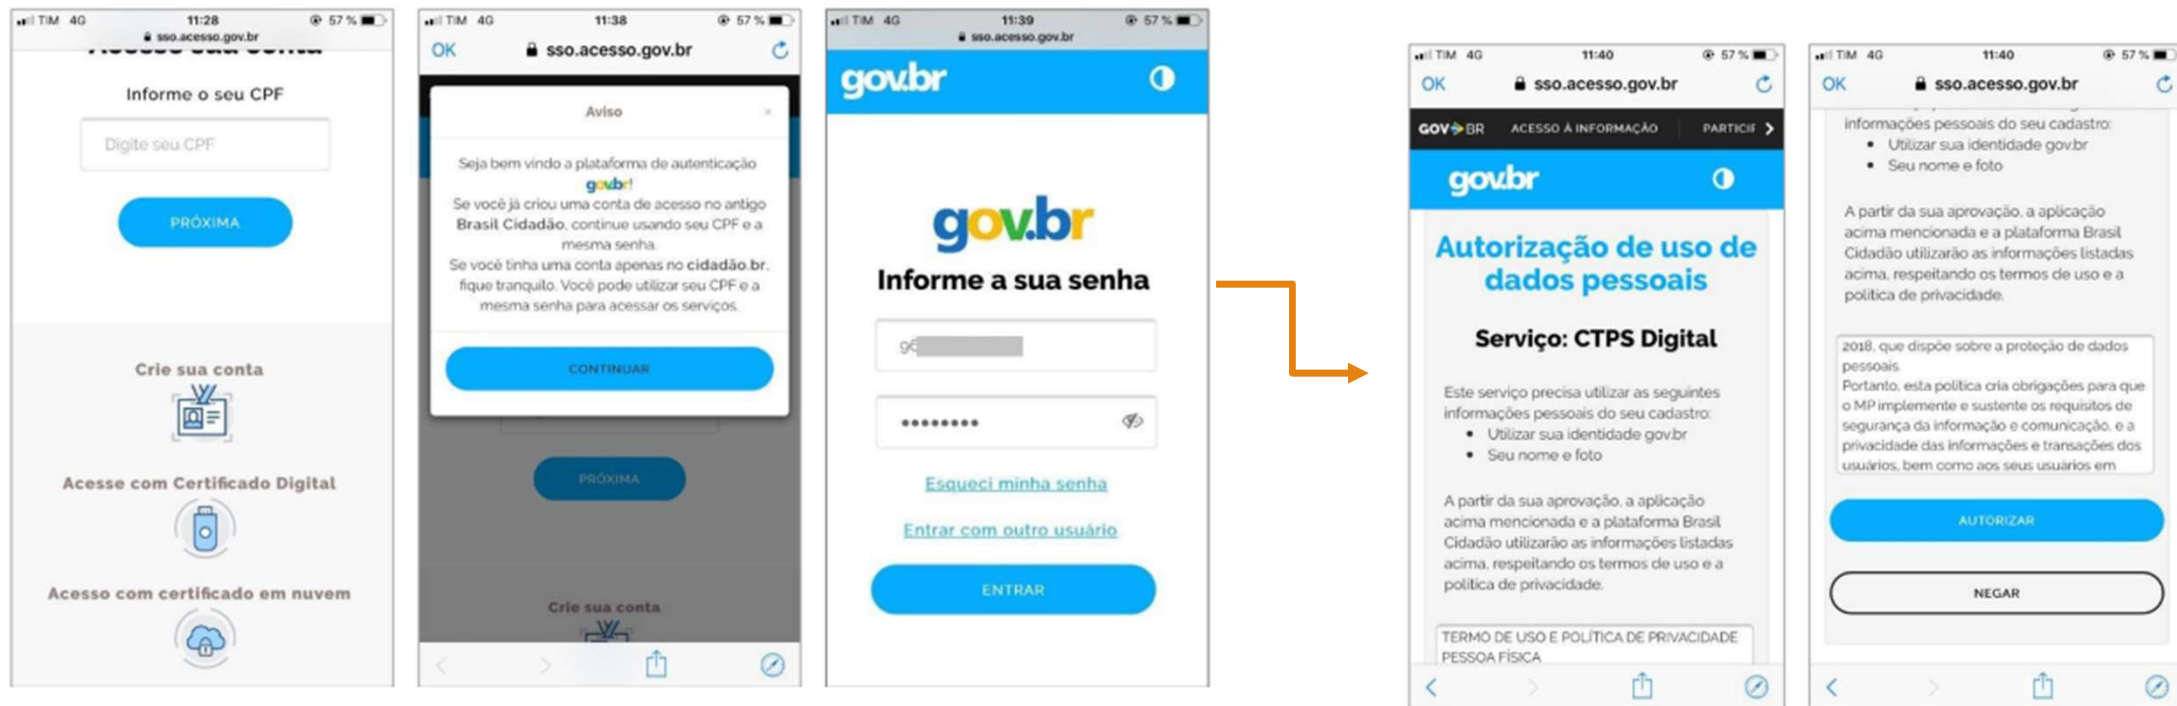 TIM 4G 11:28 57 %
sso.acesso.gov.br
Acesse sua conta
Informe o seu CPF
Digite seu CPF
PRÓXIMA
Crie sua conta
Acesse com Certificado Digital
Acesso com certificado em nuvem
TIM 4G 11:38 57 %
OK sso.acesso.gov.br
Aviso ×
Seja bem vindo a plataforma de autenticação
gov.br!
Se você já criou uma conta de acesso no antigo
Brasil Cidadão, continue usando seu CPF e a
mesma senha.
Se você tinha uma conta apenas no cidadão.br,
fique tranquilo. Você pode utilizar seu CPF e a
mesma senha para acessar os serviços.
CONTINUAR
PRÓXIMA
Crie sua conta
TIM 4G 11:39 57 %
sso.acesso.gov.br
gov.br
gov.br
Informe a sua senha
96
Esqueci minha senha
Entrar com outro usuário
ENTRAR
TIM 4G 11:40 57 %
OK sso.acesso.gov.br
GOV BR ACESSO À INFORMAÇÃO PARTICIP
gov.br
Autorização de uso de
dados pessoais
Serviço: CTPS Digital
Este serviço precisa utilizar as seguintes
informações pessoais do seu cadastro:
• Utilizar sua identidade gov.br
• Seu nome e foto
A partir da sua aprovação, a aplicação
acima mencionada e a plataforma Brasil
Cidadão utilizarão as informações listadas
acima, respeitando os termos de uso e a
política de privacidade.
TERMO DE USO E POLÍTICA DE PRIVACIDADE
PESSOA FÍSICA
TIM 4G 11:40 57 %
OK sso.acesso.gov.br
informações pessoais do seu cadastro:
• Utilizar sua identidade gov.br
• Seu nome e foto
A partir da sua aprovação, a aplicação
acima mencionada e a plataforma Brasil
Cidadão utilizarão as informações listadas
acima, respeitando os termos de uso e a
política de privacidade.
2018, que dispõe sobre a proteção de dados
pessoais.
Portanto, esta política cria obrigações para que
o MP implemente e sustente os requisitos de
segurança da informação e comunicação, e a
privacidade das informações e transações dos
usuários, bem como aos seus usuários em
AUTORIZAR
NEGAR